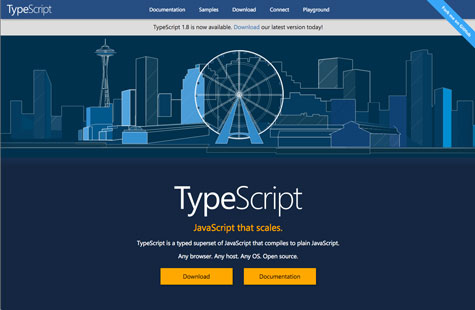 TypeScript
Documentation Samples Download Connect Playground
Fork me on GitHub
TypeScript 1.8 is now available. Download our latest version today!
TypeScript
JavaScript that scales.
TypeScript is a typed superset of JavaScript that compiles to plain JavaScript.
Any browser. Any host. Any OS. Open source.
Download Documentation